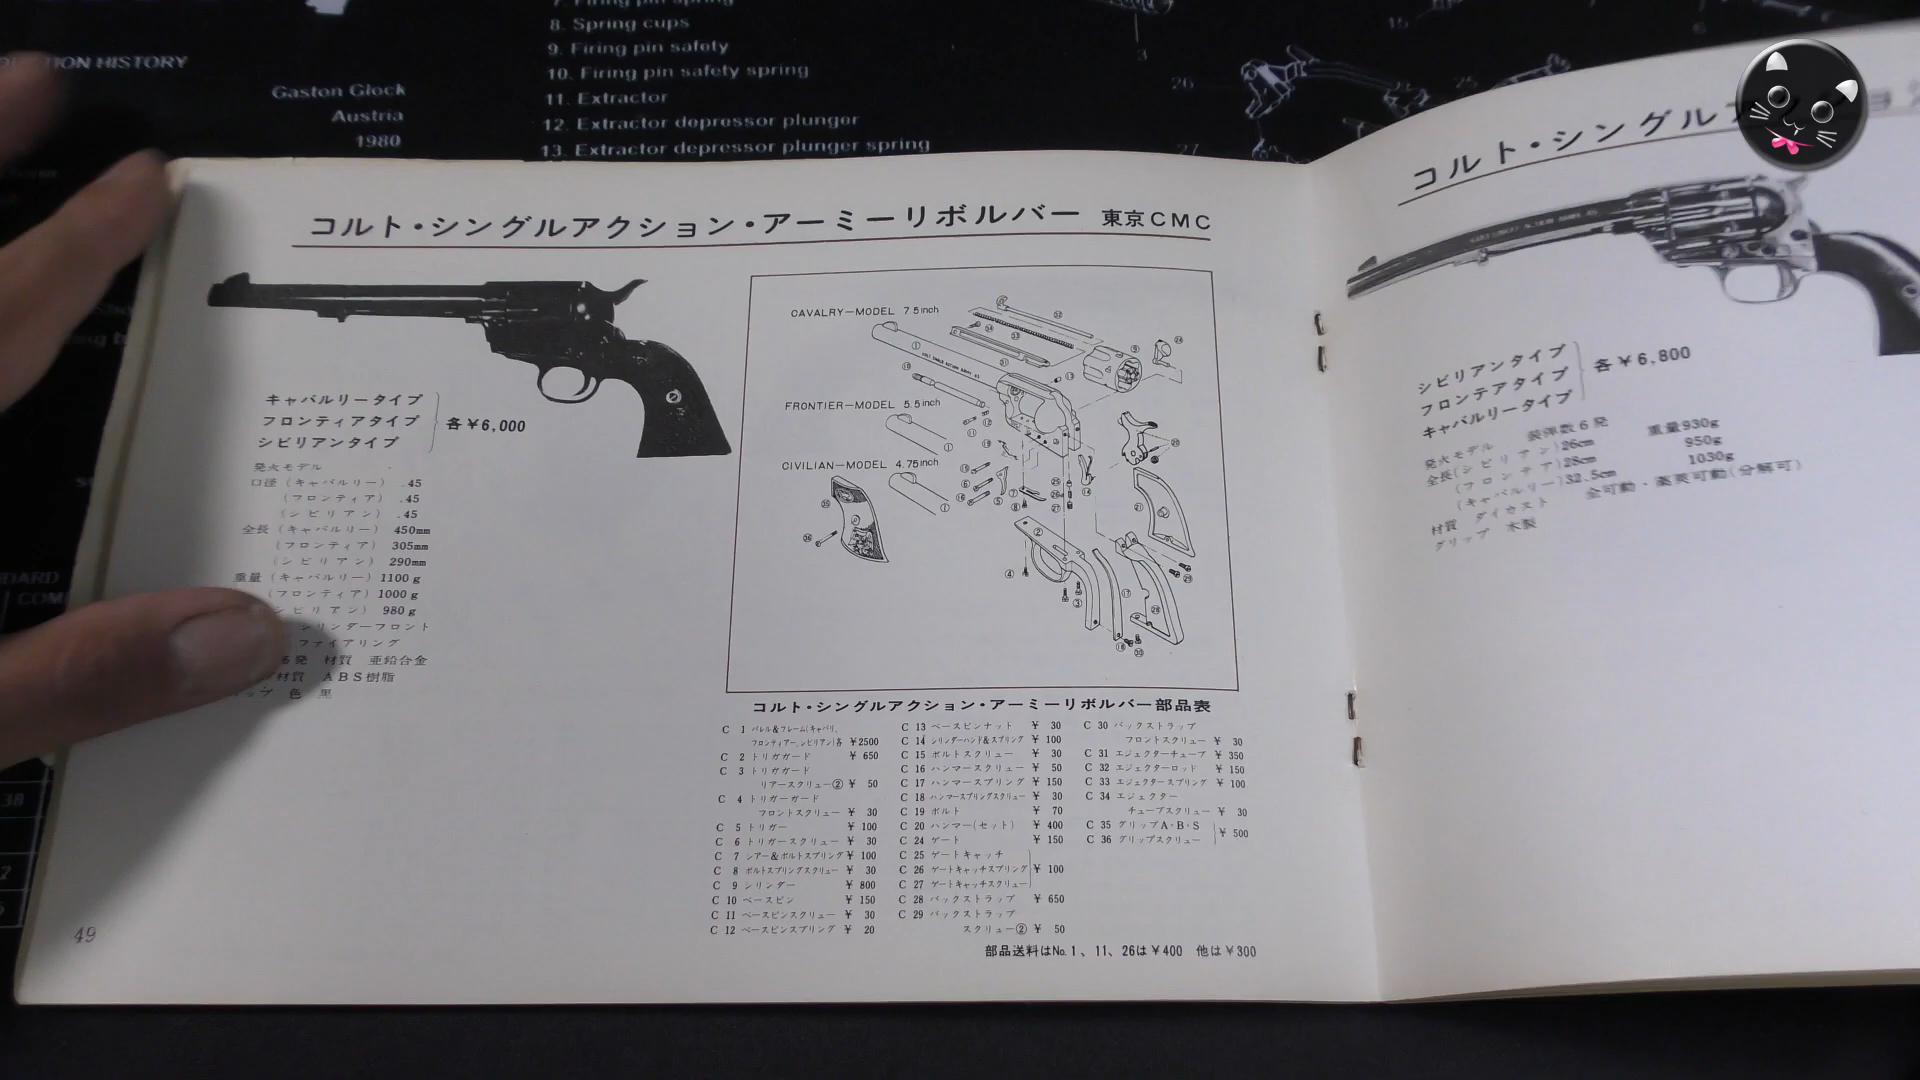 ION HISTORY
Gaston Glock
Austria
1980
8. Spring cups
9. Firing pin safety
10. Firing pin safety spring
11. Extractor
12. Extractor depressor plunger
13. Extractor depressor plunger spring
3
26
27
25
15
コルト・シングルアクション・アーミーリボルバー 東京CMC
キャバルリータイプ
フロンティアタイプ
シビリアンタイプ
各￥6,000
発火モデル
口径（キャバルリー） .45
（フロンティア） .45
（シビリアン） .45
全長（キャバルリー） 450mm
（フロンティア） 305mm
（シビリアン） 290mm
重量（キャバルリー） 1100g
（フロンティア） 1000g
シビリアン） 980g
シリンダーフロント
ファイアリング
発 材質 亜鉛合金
材質 ABS樹脂
ップ 色 黒
49
CAVALRY-MODEL 7.5inch
FRONTIER-MODEL 5.5inch
CIVILIAN-MODEL 4.75inch
コルト・シングルアクション・アーミーリボルバー部品表
C 1 バレル&フレーム(キャバリ、
フロンティアー、シビリアン)各 ￥2500
C 2 トリガガード ￥ 650
C 3 トリガガード
リアースクリュー② ￥ 50
C 4 トリガーガード
フロントスクリュー ￥ 30
C 5 トリガー ￥ 100
C 6 トリガースクリュー ￥ 30
C 7 シアー&ボルトスプリング ￥ 100
C 8 ボルトスプリングスクリュー ￥ 30
C 9 シリンダー ￥ 800
C 10 ベースピン ￥ 150
C 11 ベースピンスクリュー ￥ 30
C 12 ベースピンスプリング ￥ 20
C 13 ベースピンナット ￥ 30
C 14 シリンダーハンド&スプリング ￥ 100
C 15 ボルトスクリュー ￥ 30
C 16 ハンマースクリュー ￥ 50
C 17 ハンマースプリング ￥ 150
C 18 ハンマースプリングスクリュー ￥ 30
C 19 ボルト ￥ 70
C 20 ハンマー(セット) ￥ 400
C 24 ゲート ￥ 150
C 25 ゲートキャッチ
C 26 ゲートキャッチスプリング ￥ 100
C 27 ゲートキャッチスクリュー
C 28 バックストラップ ￥ 650
C 29 バックストラップ
スクリュー② ￥ 50
C 30 バックストラップ
フロントスクリュー ￥ 30
C 31 エジェクターチューブ ￥ 350
C 32 エジェクターロッド ￥ 150
C 33 エジェクタースプリング ￥ 100
C 34 エジェクター
チューブスクリュー ￥ 30
C 35 グリップA・B・S
C 36 グリップスクリュー
￥ 500
部品送料はNo.1、11、26は￥400 他は￥300
コルト・シングルア
シビリアンタイプ
フロンテアタイプ
キャバルリータイプ
各￥6,800
発火モデル 装弾数6発 重量930g
全長(シビリアン)26cm 950g
(フロンテア)28cm 1030g
(キャバルリー)32.5cm 全可動・薬莢可動(分解可)
材質 ダイカスト
グリップ 木製